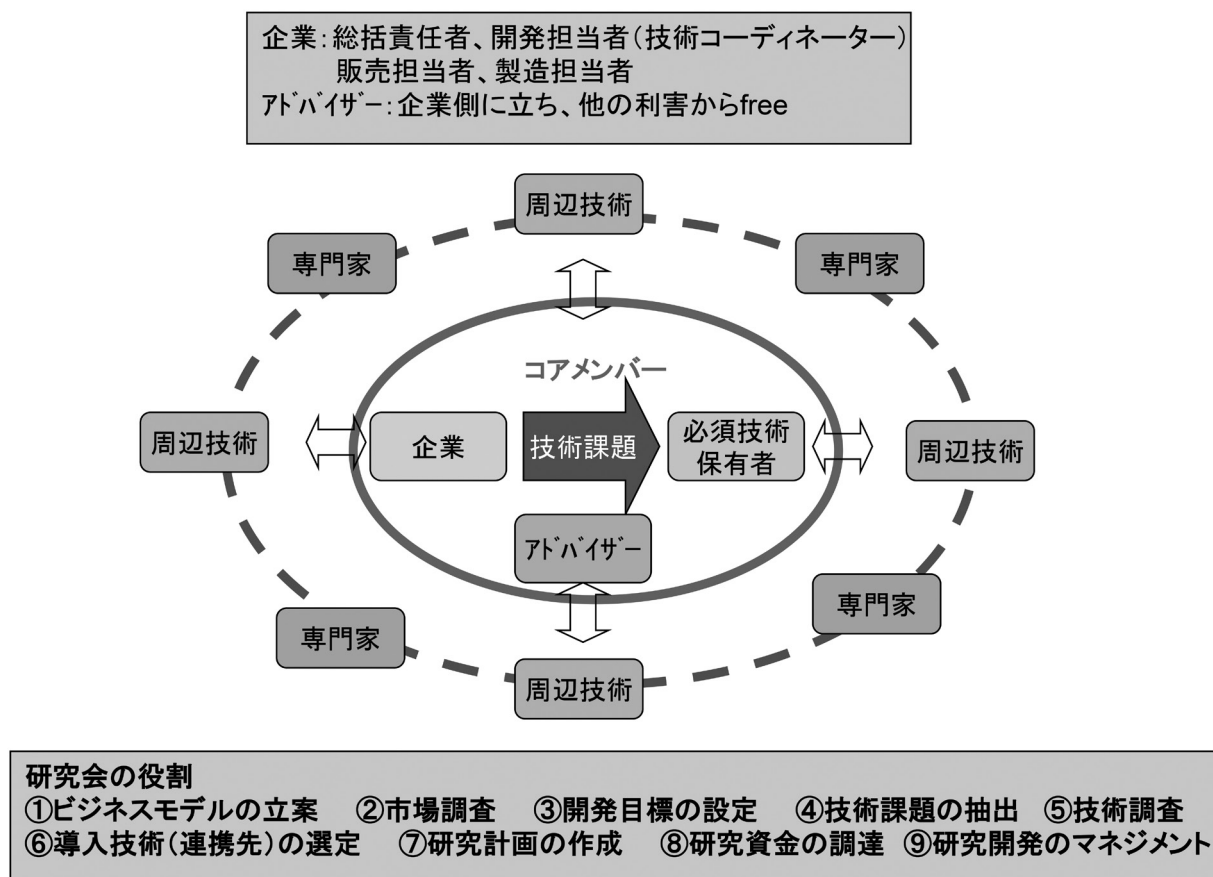 企業:総括責任者、開発担当者(技術コーディネーター)
販売担当者、製造担当者
ｱﾄﾞﾊﾞｲｻﾞｰ:企業側に立ち、他の利害からfree
周辺技術
専門家
専門家
コアメンバー
周辺技術
企業
技術課題
必須技術
保有者
周辺技術
ｱﾄﾞﾊﾞｲｻﾞｰ
専門家
専門家
周辺技術
研究会の役割
①ビジネスモデルの立案 ②市場調査 ③開発目標の設定 ④技術課題の抽出 ⑤技術調査
⑥導入技術(連携先)の選定 ⑦研究計画の作成 ⑧研究資金の調達 ⑨研究開発のマネジメント